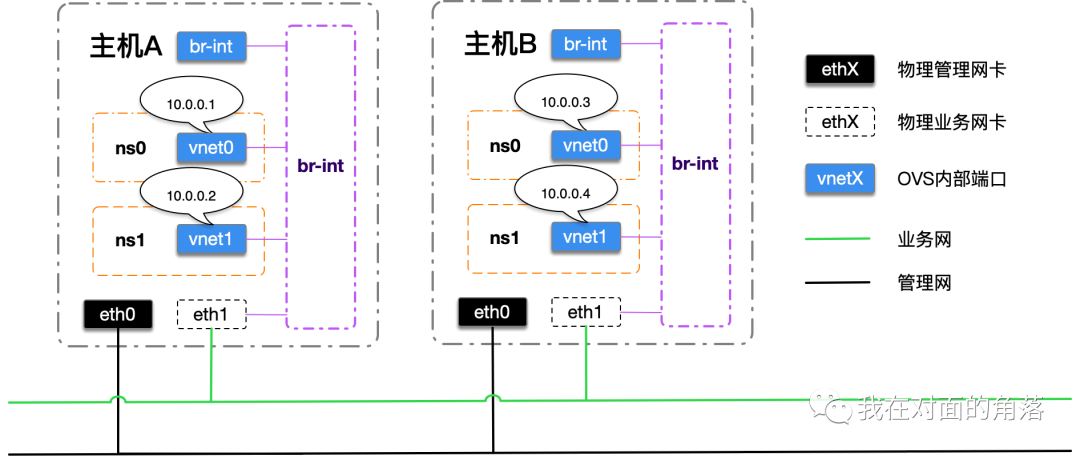 主机A
br-int
10.0.0.1
ns0
vnet0
br-int
10.0.0.2
ns1
vnet1
eth0
eth1
主机B
br-int
10.0.0.3
ns0
vnet0
br-int
10.0.0.4
ns1
vnet1
eth0
eth1
ethX
物理管理网卡
ethX
物理业务网卡
vnetX
OVS内部端口
业务网
管理网
我在对面的角落